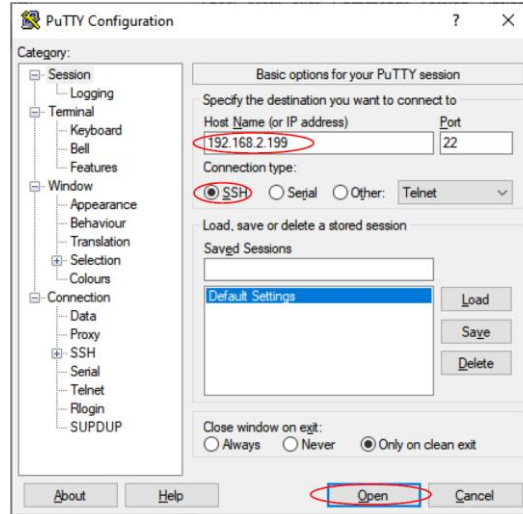 PuTTY Configuration
?
Category:
Session
Logging
Terminal
Keyboard
Bell
Features
Window
Appearance
Behaviour
Translation
Selection
Colours
Connection
Data
Proxy
SSH
Serial
Telnet
Rlogin
SUPDUP
Basic options for your PuTTY session
Specify the destination you want to connect to
Host Name (or IP address) Port
192.168.2.199 22
Connection type:
SSH Serial Other: Telnet
Load, save or delete a stored session
Saved Sessions
Default Settings
Load
Save
Delete
Close window on exit:
Always Never Only on clean exit
About Help Open Cancel